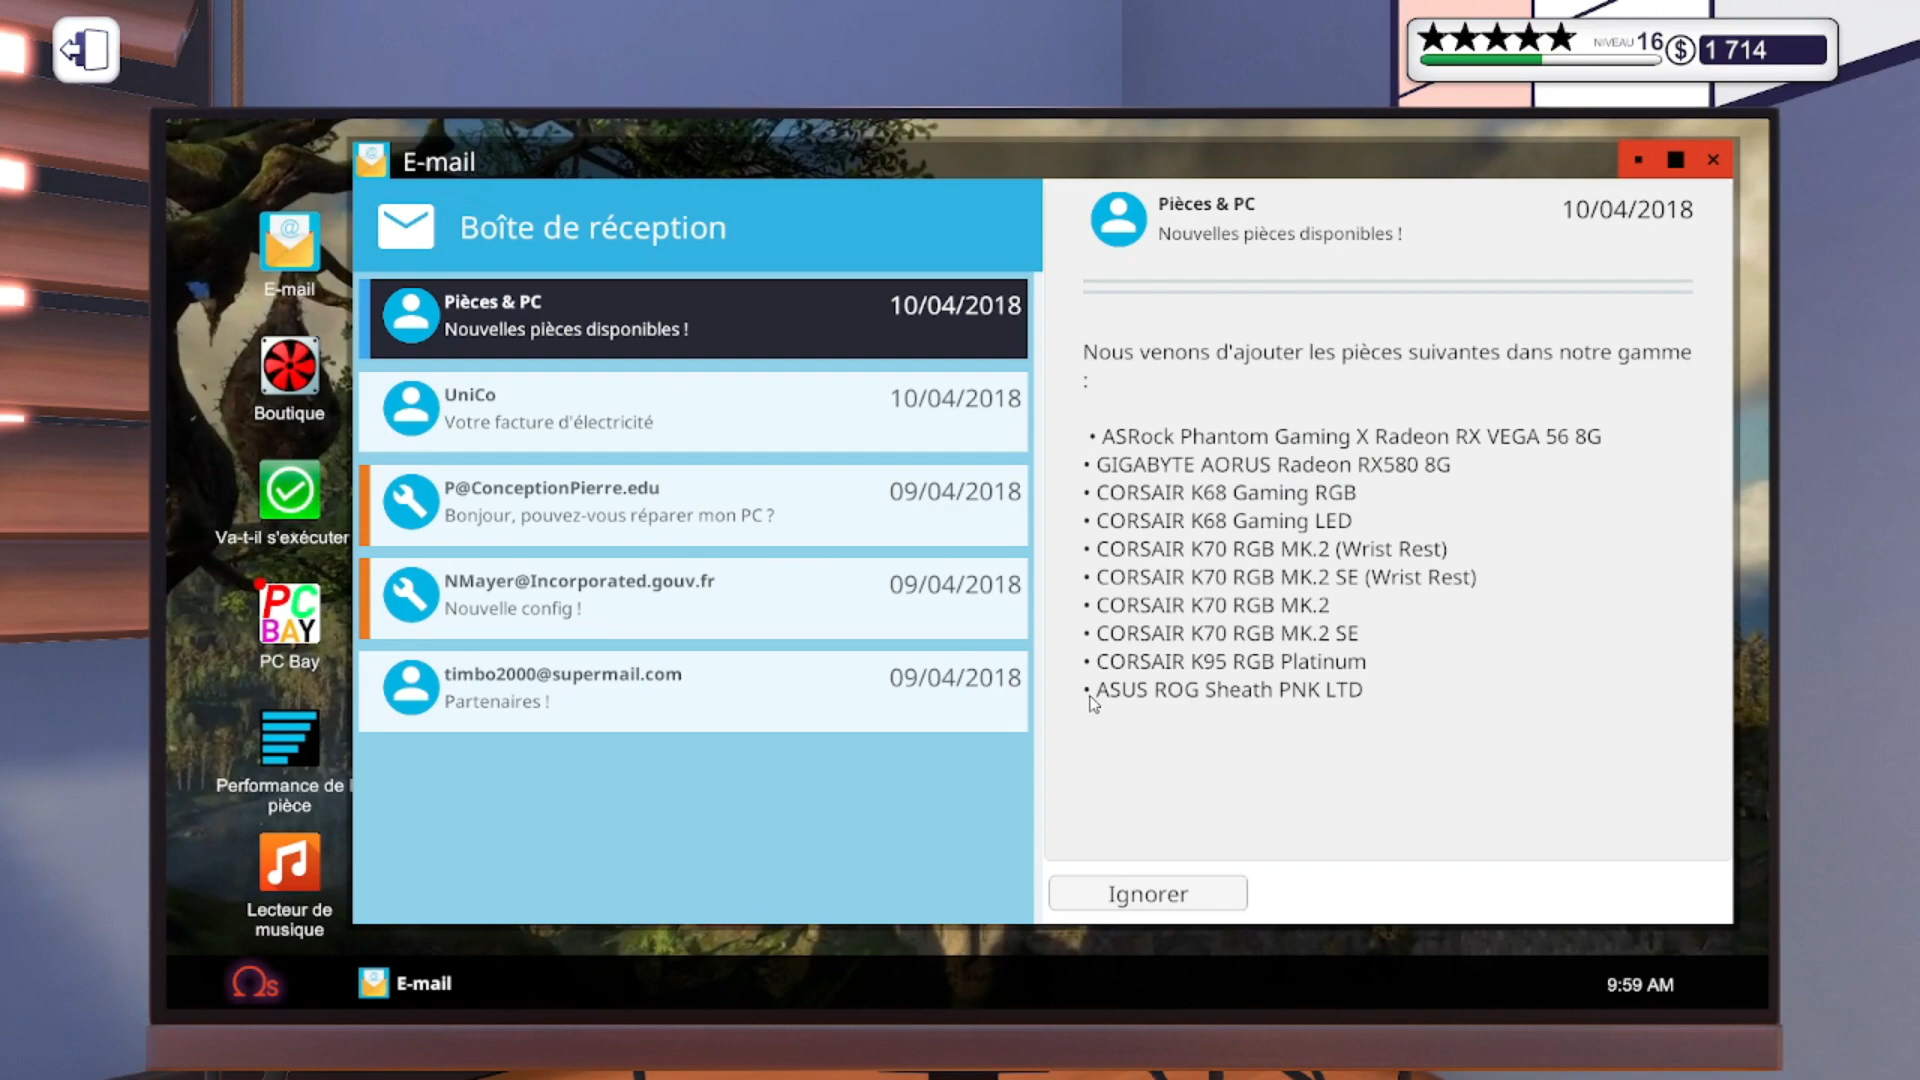 NIVEAU 16 $ 1 714
E-mail
Boîte de réception
Pièces & PC
10/04/2018
Nouvelles pièces disponibles !
UniCo
10/04/2018
Votre facture d'électricité
P@ConceptionPierre.edu
09/04/2018
Bonjour, pouvez-vous réparer mon PC ?
NMayer@Incorporated.gouv.fr
09/04/2018
Nouvelle config !
timbo2000@supermail.com
09/04/2018
Partenaires !
Pièces & PC
10/04/2018
Nouvelles pièces disponibles !
Nous venons d'ajouter les pièces suivantes dans notre gamme
:
• ASRock Phantom Gaming X Radeon RX VEGA 56 8G
• GIGABYTE AORUS Radeon RX580 8G
• CORSAIR K68 Gaming RGB
• CORSAIR K68 Gaming LED
• CORSAIR K70 RGB MK.2 (Wrist Rest)
• CORSAIR K70 RGB MK.2 SE (Wrist Rest)
• CORSAIR K70 RGB MK.2
• CORSAIR K70 RGB MK.2 SE
• CORSAIR K95 RGB Platinum
• ASUS ROG Sheath PNK LTD
Ignorer
E-mail
Boutique
Va-t-il s'exécuter
PC
BAY
PC Bay
Performance de l
pièce
Lecteur de
musique
Ωs
E-mail
9:59 AM